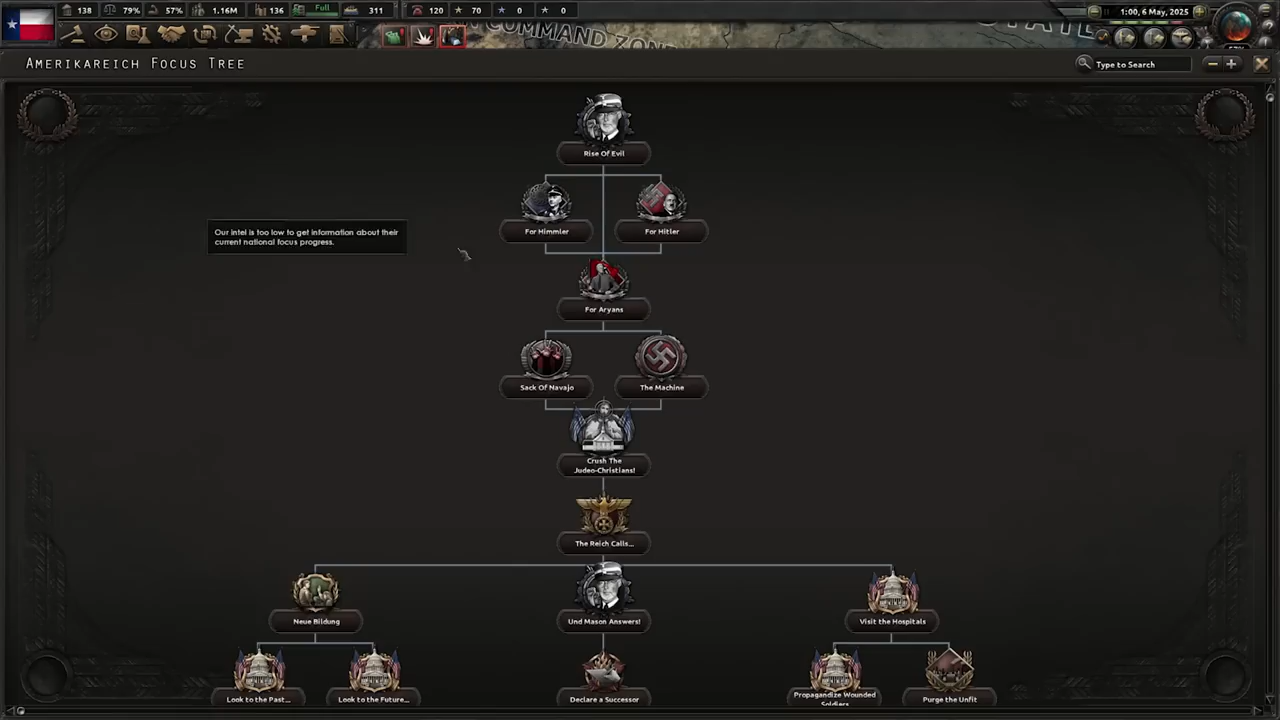 138 79% 57% 1.16M 136 Full 311 120 70 0 0
1:00, 6 May, 2025
N COMMAND ZON
STATE
Amerikareich Focus Tree
Type to Search
Rise Of Evil
For Himmler
For Hitler
Our intel is too low to get information about their
current national focus progress.
For Aryans
Sack Of Navajo
The Machine
Crush The
Judeo-Christians!
The Reich Calls...
Neue Bildung
Und Mason Answers!
Visit the Hospitals
Look to the Past...
Look to the Future...
Declare a Successor
Propagandize Wounded
Soldiers
Purge the Unfit